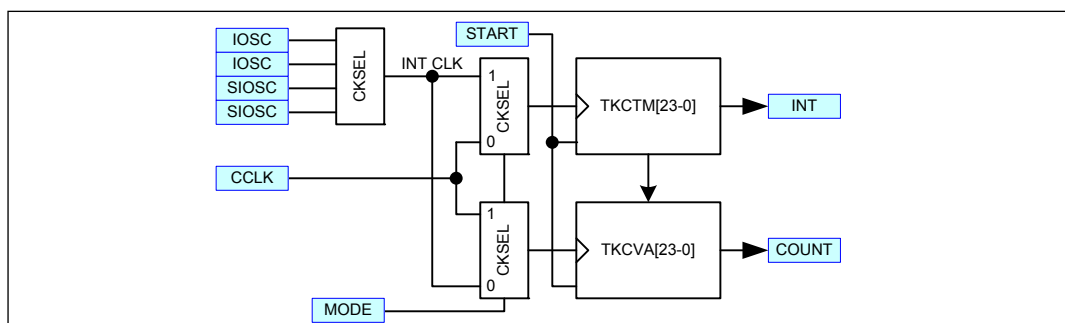 IOSC
IOSC
SIOSC
SIOSC
CKSEL
INT CLK
START
1
CKSEL
0
TKCTM[23-0]
INT
CCLK
1
CKSEL
0
TKCVA[23-0]
COUNT
MODE